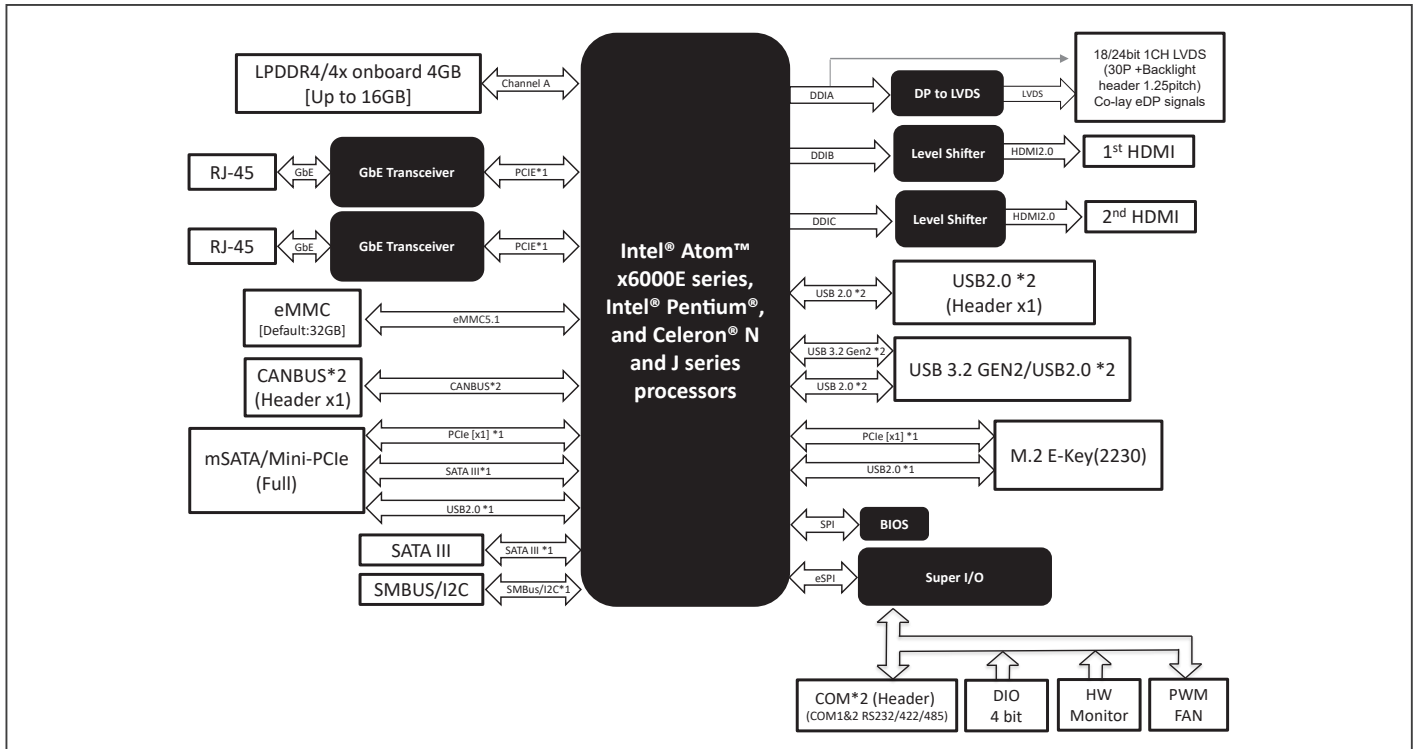 LPDDR4/4x onboard 4GB
[Up to 16GB]
Channel A
RJ-45
GbE
GbE Transceiver
PCIE*1
RJ-45
GbE
GbE Transceiver
PCIE*1
eMMC
[Default:32GB]
eMMC5.1
CANBUS*2
(Header x1)
CANBUS*2
mSATA/Mini-PCIe
(Full)
PCIe [x1] *1
SATA III*1
USB2.0 *1
SATA III
SATA III *1
SMBUS/I2C
SMBus/I2C*1
Intel® Atom™
x6000E series,
Intel® Pentium®,
and Celeron® N
and J series
processors
DDIA
DP to LVDS
LVDS
18/24bit 1CH LVDS
(30P +Backlight
header 1.25pitch)
Co-lay eDP signals
DDIB
Level Shifter
HDMI2.0
1st HDMI
DDIC
Level Shifter
HDMI2.0
2nd HDMI
USB 2.0 *2
USB2.0 *2
(Header x1)
USB 3.2 Gen2 *2
USB 2.0 *2
USB 3.2 GEN2/USB2.0 *2
PCIe [x1] *1
USB2.0 *1
M.2 E-Key(2230)
SPI
BIOS
eSPI
Super I/O
COM*2 (Header)
(COM1&2 RS232/422/485)
DIO
4 bit
HW
Monitor
PWM
FAN